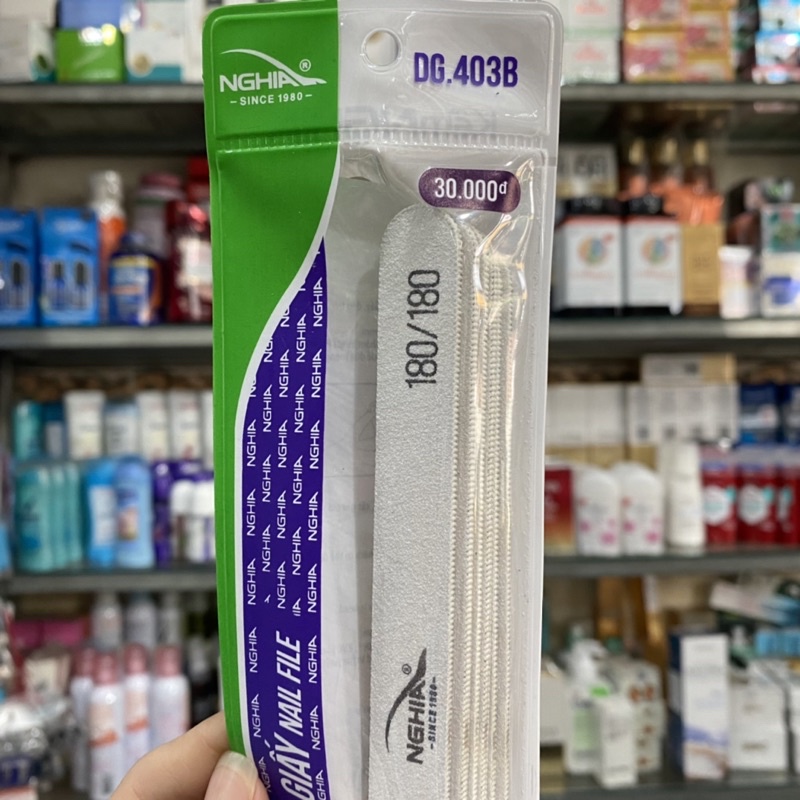 NGHIA®
SINCE 1980
DG.403B
30.000đ
180/180
GIẤY NAIL FILE
NGHIA®
SINCE 1980